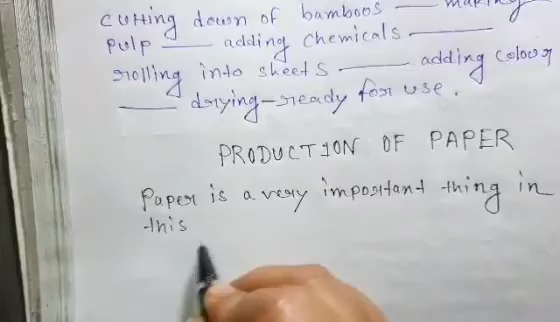 cutting down of bamboos — making
pulp — adding chemicals —
rolling into sheets — adding colour
— drying-ready for use.
PRODUCTION OF PAPER
Paper is a very important thing in
this